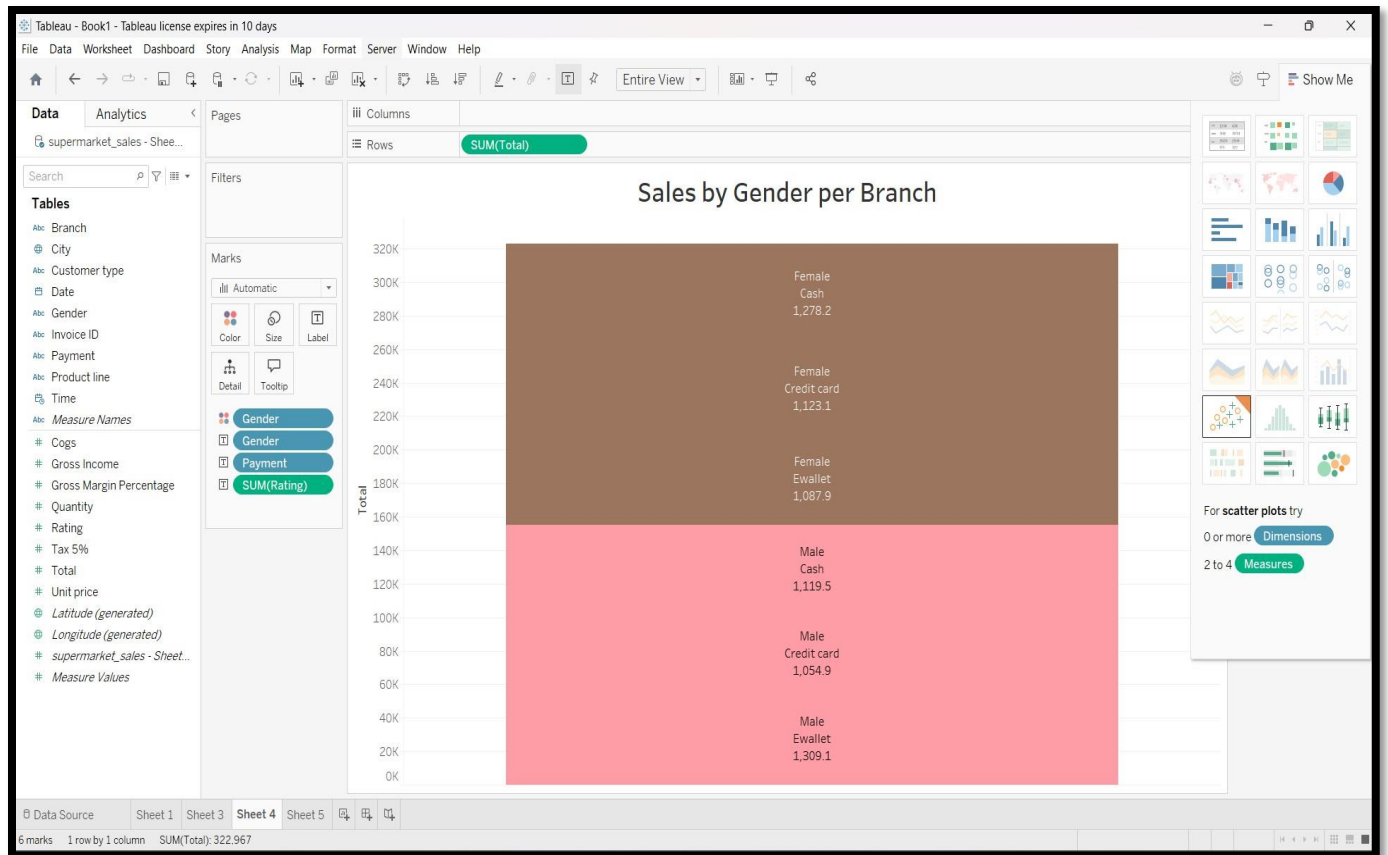 Tableau - Book1 - Tableau license expires in 10 days
File Data Worksheet Dashboard Story Analysis Map Format Server Window Help
Entire View
Show Me
Data Analytics
supermarket_sales - Shee...
Search
Tables
Abc Branch
City
Abc Customer type
Date
Abc Gender
Abc Invoice ID
Abc Payment
Abc Product line
Time
Abc Measure Names
# Cogs
# Gross Income
# Gross Margin Percentage
# Quantity
# Rating
# Tax 5%
# Total
# Unit price
Latitude (generated)
Longitude (generated)
# supermarket_sales - Sheet...
# Measure Values
Pages
Filters
Marks
Automatic
Color Size Label
Detail Tooltip
Gender
Gender
Payment
SUM(Rating)
Columns
Rows SUM(Total)
Sales by Gender per Branch
Total
320K
300K
280K
260K
240K
220K
200K
180K
160K
140K
120K
100K
80K
60K
40K
20K
0K
Female
Cash
1,278.2
Female
Credit card
1,123.1
Female
Ewallet
1,087.9
Male
Cash
1,119.5
Male
Credit card
1,054.9
Male
Ewallet
1,309.1
For scatter plots try
0 or more Dimensions
2 to 4 Measures
Data Source Sheet 1 Sheet 3 Sheet 4 Sheet 5
6 marks 1 row by 1 column SUM(Total): 322,967